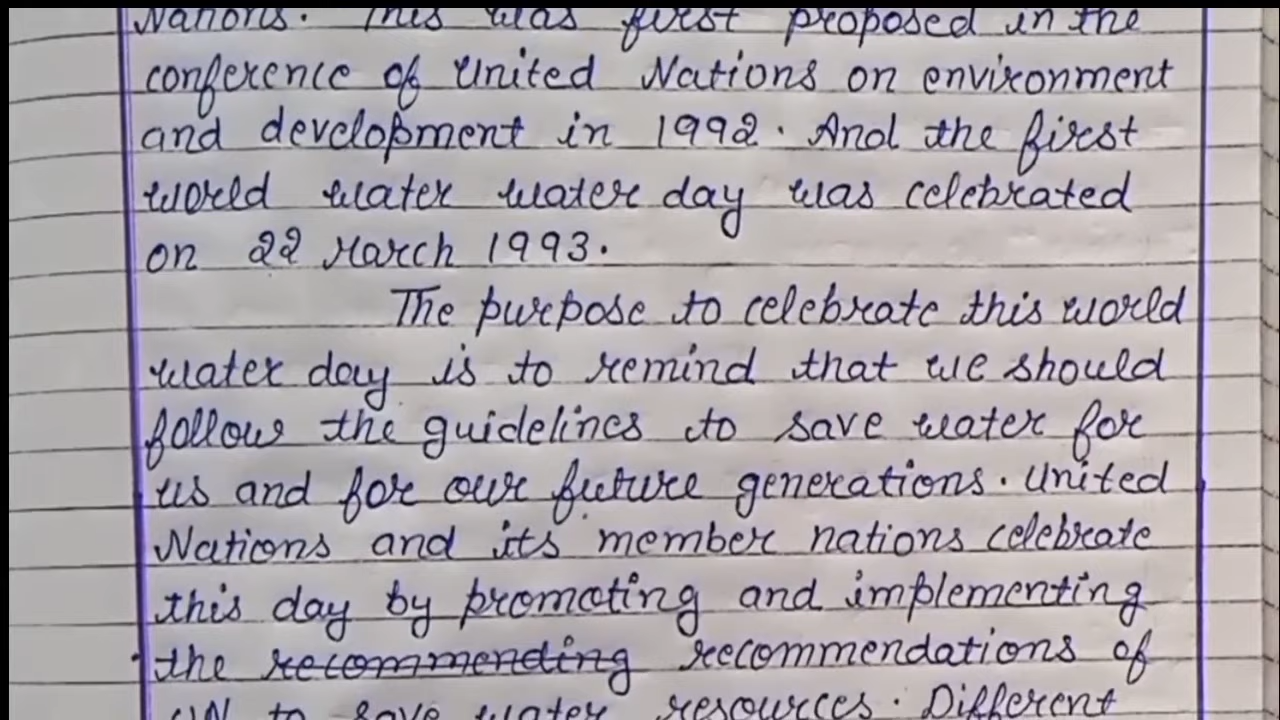 Nations. This was first proposed in the
conference of United Nations on environment
and development in 1992. And the first
world water water day was celebrated
on 22 March 1993.
The purpose to celebrate this world
water day is to remind that we should
follow the guidelines to save water for
us and for our future generations. United
Nations and its member nations celebrate
this day by promoting and implementing
the recommending recommendations of
UN to save water resources. Different